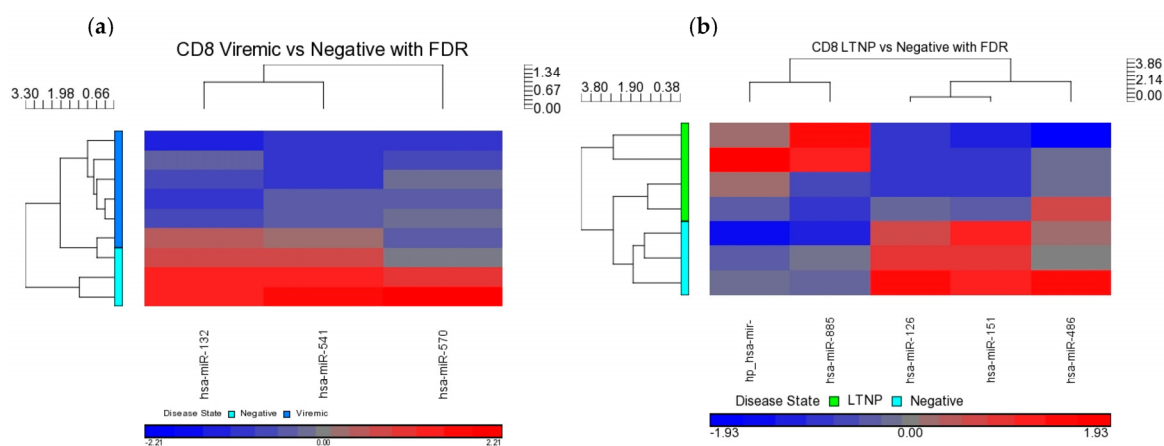 (a)
CD8 Viremic vs Negative with FDR
3.30 1.98 0.66
1.34
0.67
0.00
hsa-miR-132
hsa-miR-541
hsa-miR-570
Disease State Negative Viremic
-2.21 0.00 2.21
(b)
CD8 LTNP vs Negative with FDR
3.80 1.90 0.38
3.86
2.14
0.00
hp_hsa-mir-
hsa-miR-885
hsa-miR-126
hsa-miR-151
hsa-miR-486
Disease State LTNP Negative
-1.93 0.00 1.93